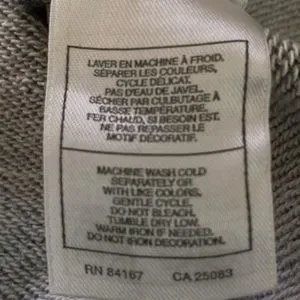 LAVER EN MACHINE À FROID,
SÉPARER LES COULEURS,
CYCLE DÉLICAT.
PAS D'EAU DE JAVEL.
SÉCHER PAR CULBUTAGE À
BASSE TEMPÉRATURE.
FER CHAUD, SI BESOIN EST.
NE PAS REPASSER LE
MOTIF DÉCORATIF.
MACHINE WASH COLD
SEPARATELY OR
WITH LIKE COLORS,
GENTLE CYCLE.
DO NOT BLEACH.
TUMBLE DRY LOW.
WARM IRON IF NEEDED.
DO NOT IRON DECORATION.
RN 84167 CA 25083